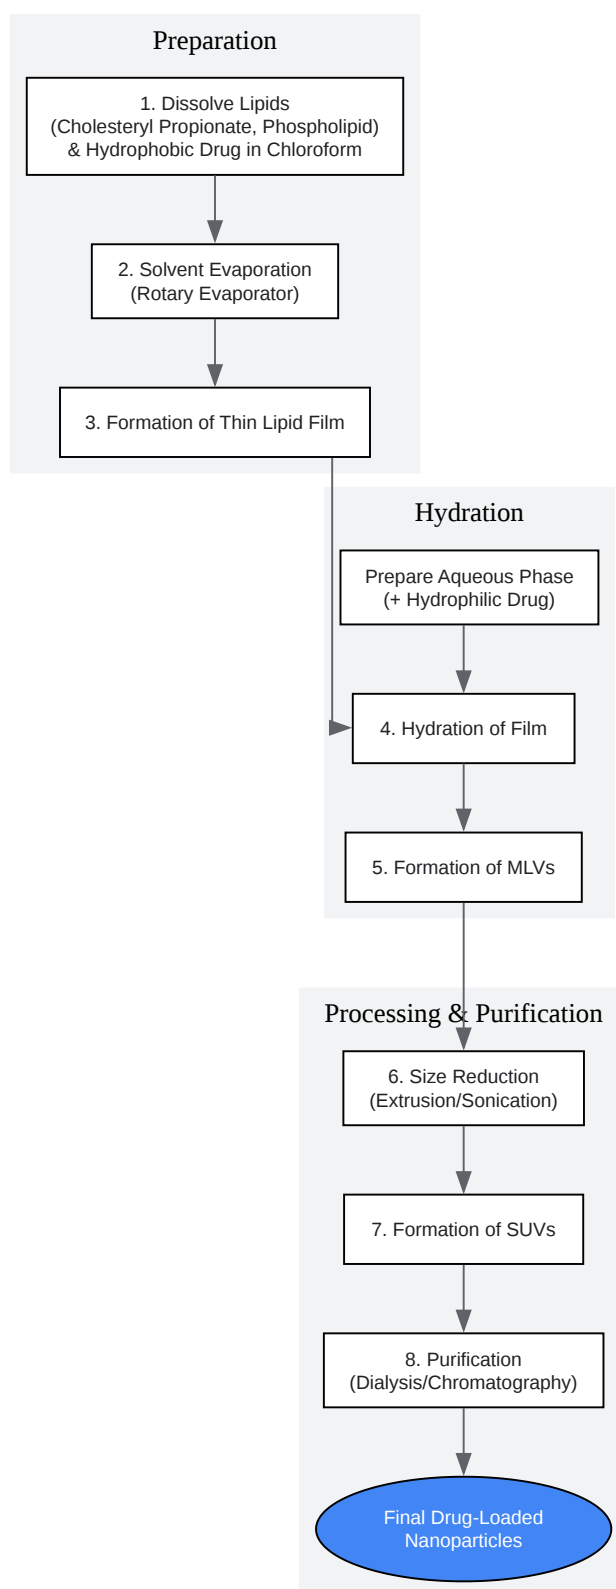 Preparation
1. Dissolve Lipids
(Cholesteryl Propionate, Phospholipid)
& Hydrophobic Drug in Chloroform
2. Solvent Evaporation
(Rotary Evaporator)
3. Formation of Thin Lipid Film
Hydration
Prepare Aqueous Phase
(+ Hydrophilic Drug)
4. Hydration of Film
5. Formation of MLVs
Processing & Purification
6. Size Reduction
(Extrusion/Sonication)
7. Formation of SUVs
8. Purification
(Dialysis/Chromatography)
Final Drug-Loaded
Nanoparticles